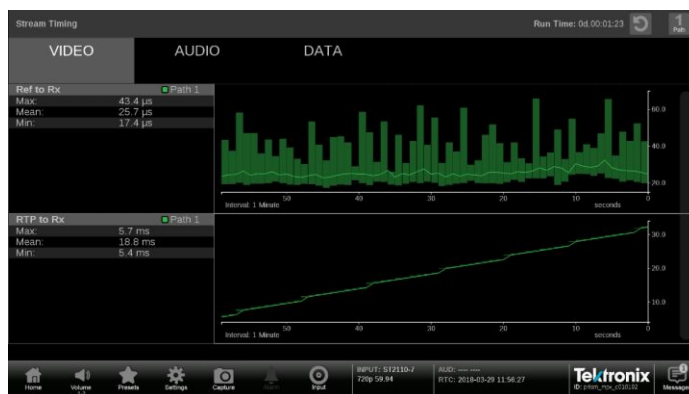 Stream Timing
Run Time: 0d,00:01:23
1
Path
VIDEO
AUDIO
DATA
Ref to Rx
Path 1
Max:
43.4 µs
Mean:
25.7 µs
Min:
17.4 µs
60.0
40.0
20.0
Interval: 1 Minute
50
40
30
20
10
seconds
0
RTP to Rx
Path 1
Max:
5.7 ms
Mean:
18.8 ms
Min:
5.4 ms
30.0
20.0
10.0
Interval: 1 Minute
50
40
30
20
10
seconds
0
Home
Volume
Presets
Settings
Capture
Alarm
Input
INPUT: ST2110-/
720p 59.94
AUD: ---- ----
RTC: 2018-03-29 11:56:27
Tektronix
Message